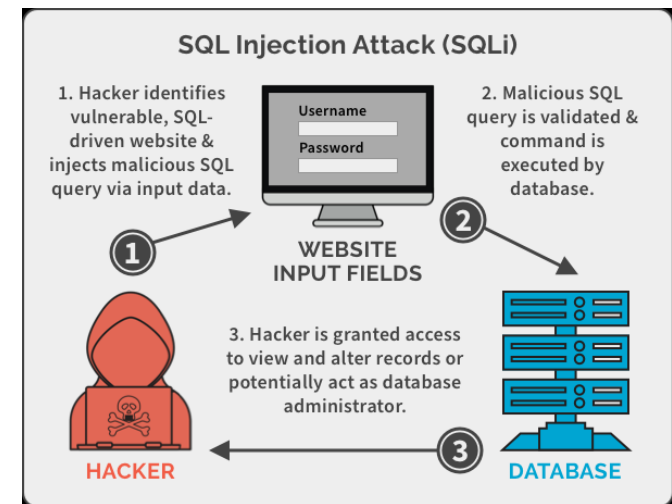 SQL Injection Attack (SQLi)
1. Hacker identifies
vulnerable, SQL-
driven website &
injects malicious SQL
query via input data.
Username
Password
2. Malicious SQL
query is validated &
command is
executed by
database.
1
2
WEBSITE
INPUT FIELDS
3. Hacker is granted access
to view and alter records or
potentially act as database
administrator.
3
HACKER
DATABASE